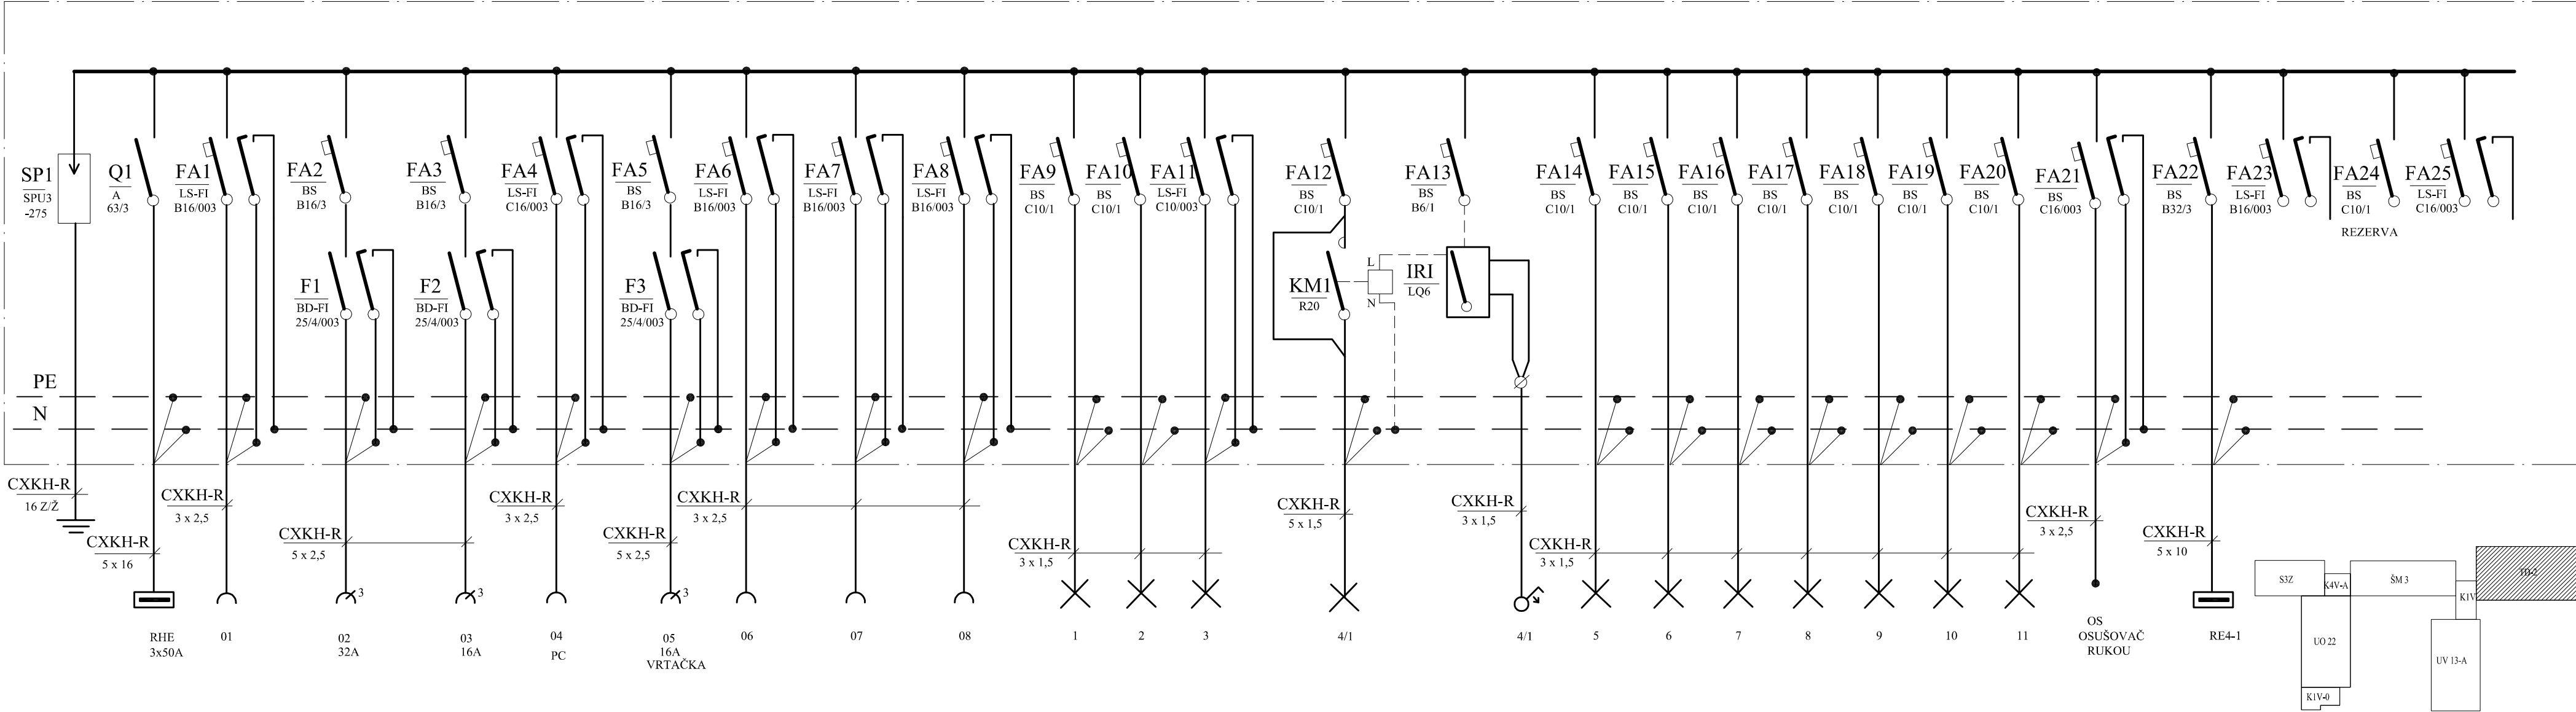 SP1
SPU3
-275
Q1
A
63/3
FA1
LS-FI
B16/003
FA2
BS
B16/3
FA3
BS
B16/3
FA4
LS-FI
C16/003
FA5
BS
B16/3
FA6
LS-FI
B16/003
FA7
LS-FI
B16/003
FA8
LS-FI
B16/003
FA9
BS
C10/1
FA10
BS
C10/1
FA11
LS-FI
C10/003
FA12
BS
C10/1
FA13
BS
B6/1
FA14
BS
C10/1
FA15
BS
C10/1
FA16
BS
C10/1
FA17
BS
C10/1
FA18
BS
C10/1
FA19
BS
C10/1
FA20
BS
C10/1
FA21
BS
C16/003
FA22
BS
B32/3
FA23
LS-FI
B16/003
FA24
BS
C10/1
FA25
LS-FI
C16/003
REZERVA
F1
BD-FI
25/4/003
F2
BD-FI
25/4/003
F3
BD-FI
25/4/003
KM1
R20
L
N
IRI
LQ6
PE
N
CXKH-R
16 Z/Ž
CXKH-R
5 x 16
CXKH-R
3 x 2,5
CXKH-R
5 x 2,5
CXKH-R
3 x 2,5
CXKH-R
5 x 2,5
CXKH-R
3 x 2,5
CXKH-R
3 x 1,5
CXKH-R
5 x 1,5
CXKH-R
3 x 1,5
CXKH-R
3 x 1,5
CXKH-R
3 x 2,5
CXKH-R
5 x 10
3
3
3
RHE
3x50A
01
02
32A
03
16A
04
PC
05
16A
VRTAČKA
06
07
08
1
2
3
4/1
4/1
5
6
7
8
9
10
11
OS
OSUŠOVAČ
RUKOU
RE4-1
S3Z
K4V-A
ŠM 3
K1V
TD-2
UO 22
UV 13-A
K1V-0